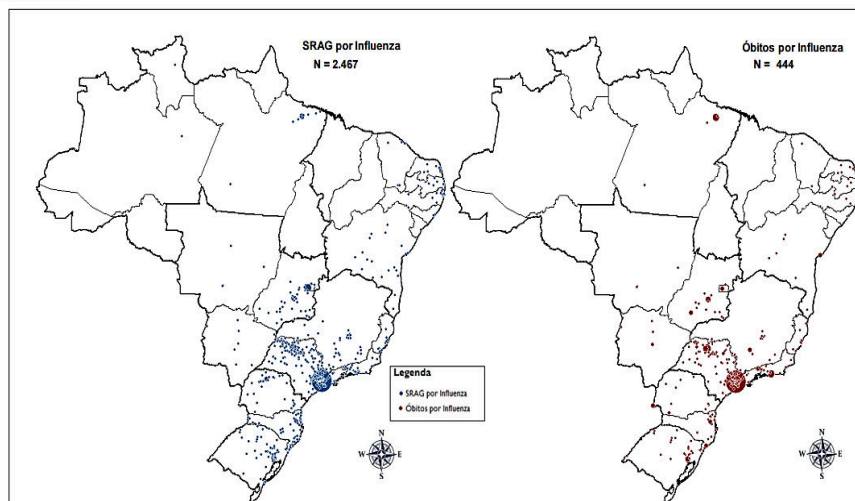 SRAG por Influenza
N = 2.467
Óbitos por Influenza
N = 444
Legenda
SRAG por Influenza
Óbitos por Influenza
N
W E
S
N
W E
S